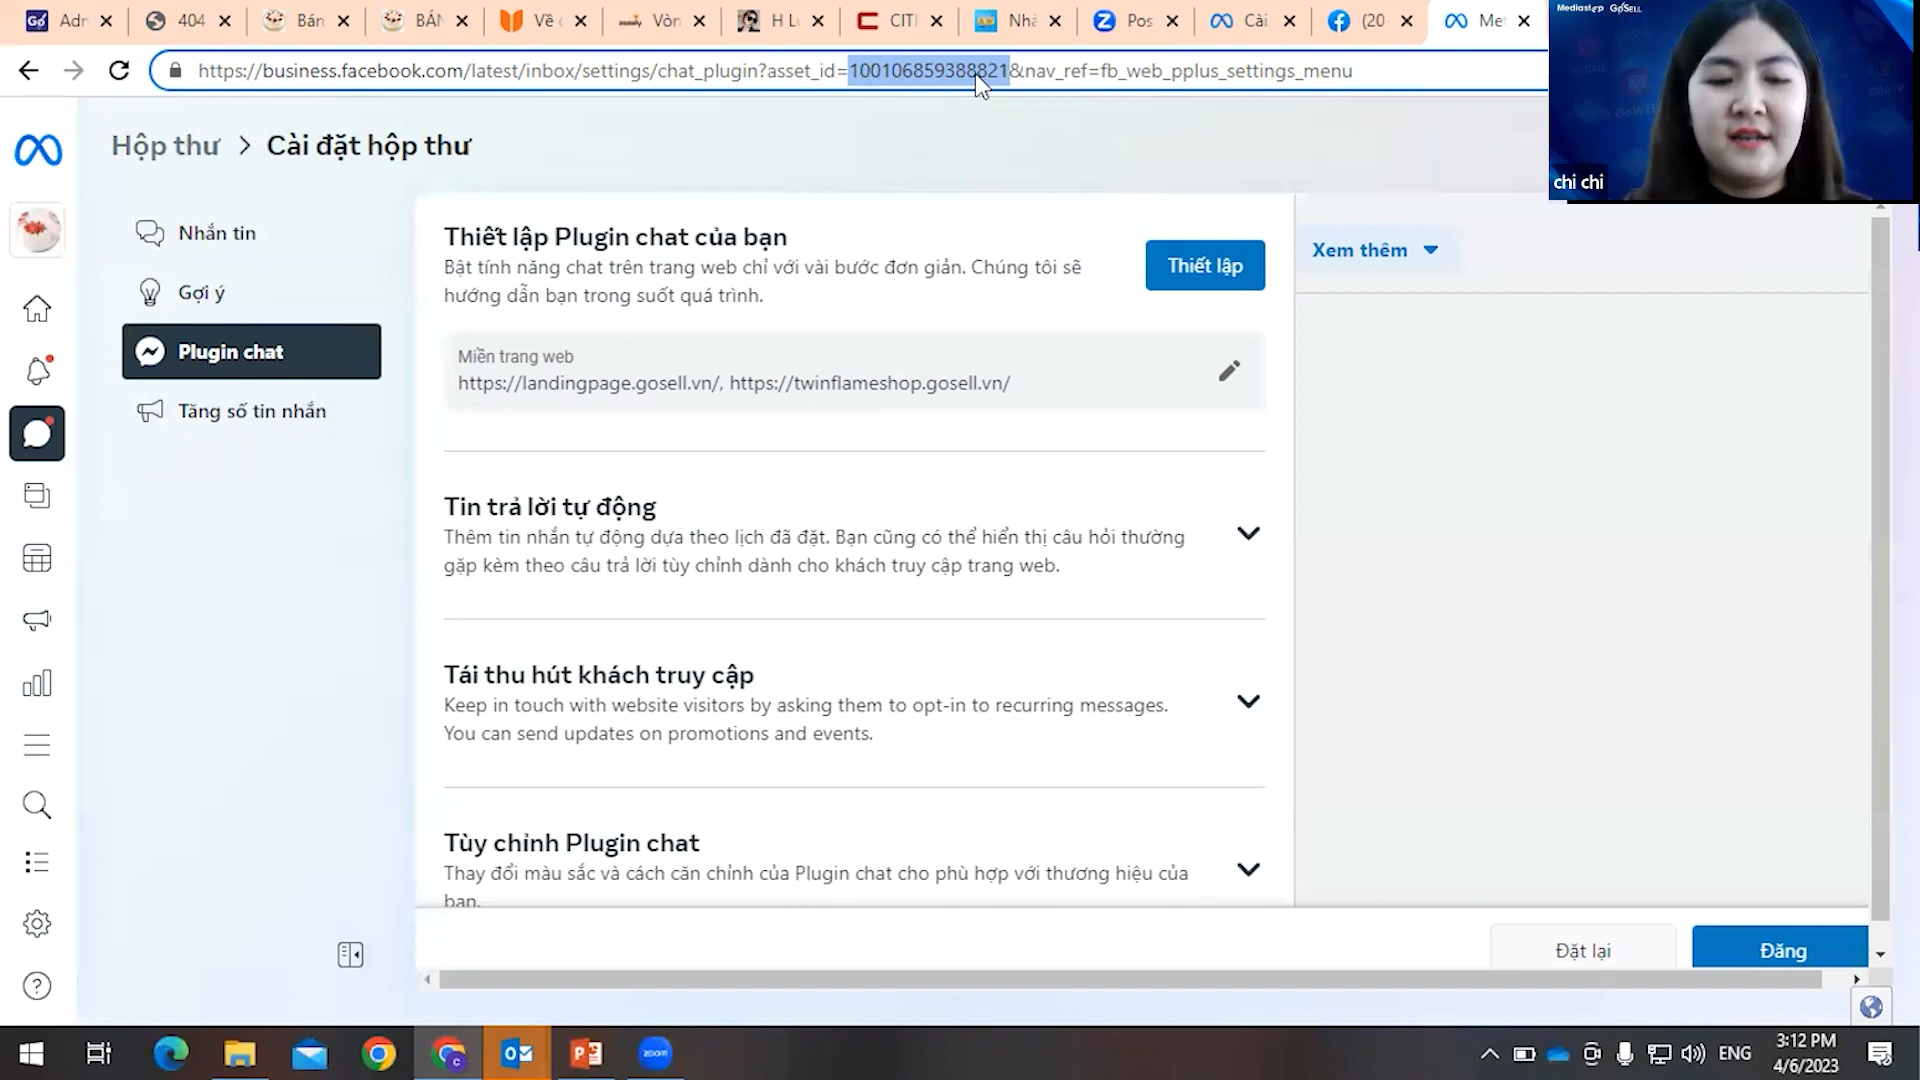 Adr
404
Bán
BÁN
Về
Vòn
H Lu
CITI
Nhà
Pos
Cài
(20
Met
https://business.facebook.com/latest/inbox/settings/chat_plugin?asset_id=100106859388821&nav_ref=fb_web_pplus_settings_menu
Mediastep GoSELL
chi chi
Hộp thư > Cài đặt hộp thư
Nhắn tin
Gợi ý
Plugin chat
Tăng số tin nhắn
Thiết lập Plugin chat của bạn
Bật tính năng chat trên trang web chỉ với vài bước đơn giản. Chúng tôi sẽ
hướng dẫn bạn trong suốt quá trình.
Thiết lập
Xem thêm
Miền trang web
https://landingpage.gosell.vn/, https://twinflameshop.gosell.vn/
Tin trả lời tự động
Thêm tin nhắn tự động dựa theo lịch đã đặt. Bạn cũng có thể hiển thị câu hỏi thường
gặp kèm theo câu trả lời tùy chỉnh dành cho khách truy cập trang web.
Tái thu hút khách truy cập
Keep in touch with website visitors by asking them to opt-in to recurring messages.
You can send updates on promotions and events.
Tùy chỉnh Plugin chat
Thay đổi màu sắc và cách căn chỉnh của Plugin chat cho phù hợp với thương hiệu của
bạn.
Đặt lại
Đăng
zoom
ENG
3:12 PM
4/6/2023